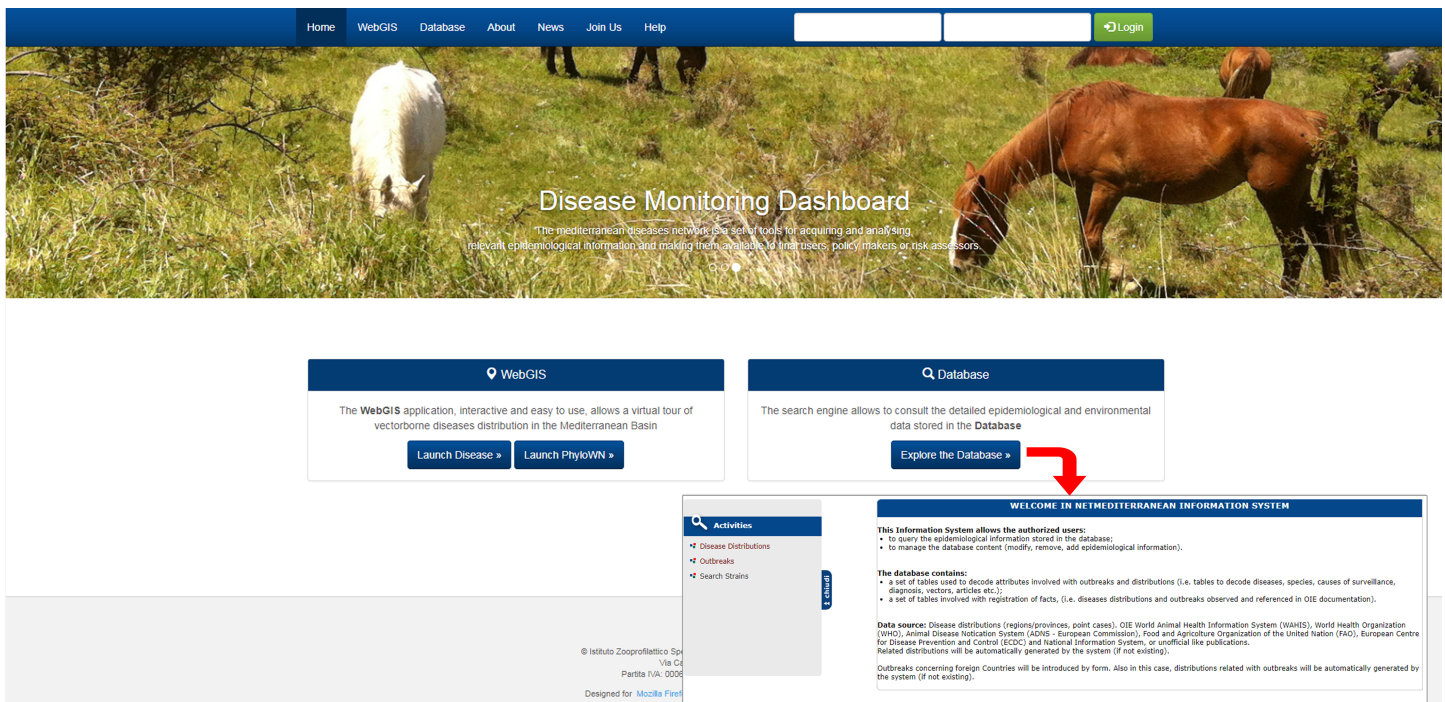 Home WebGIS Database About News Join Us Help Login
Disease Monitoring Dashboard
The mediterranean diseases network is a set of tools for acquiring and analysing,
relevant epidemiological information and making them available to final users, policy makers or risk assessors.
WebGIS
The WebGIS application, interactive and easy to use, allows a virtual tour of
vectorborne diseases distribution in the Mediterranean Basin
Launch Disease » Launch PhyloWN »
Database
The search engine allows to consult the detailed epidemiological and environmental
data stored in the Database
Explore the Database »
Activities
Disease Distributions
Outbreaks
Search Strains
chiudi
WELCOME IN NETMEDITERRANEAN INFORMATION SYSTEM
This Information System allows the authorized users:
• to query the epidemiological information stored in the database;
• to manage the database content (modify, remove, add epidemiological information).
The database contains:
• a set of tables used to decode attributes involved with outbreaks and distributions (i.e. tables to decode diseases, species, causes of surveillance,
diagnosis, vectors, articles etc.);
• a set of tables involved with registration of facts, (i.e. diseases distributions and outbreaks observed and referenced in OIE documentation).
Data source: Disease distributions (regions/provinces, point cases). OIE World Animal Health Information System (WAHIS), World Health Organization
(WHO), Animal Disease Notication System (ADNS - European Commission), Food and Agriculture Organization of the United Nation (FAO), European Centre
for Disease Prevention and Control (ECDC) and National Information System, or unofficial like publications.
Related distributions will be automatically generated by the system (if not existing).
Outbreaks concerning foreign Countries will be introduced by form. Also in this case, distributions related with outbreaks will be automatically generated by
the system (if not existing).
© Istituto Zooprofilattico Spe
Via Ca
Partita IVA: 0006
Designed for Mozilla Firef